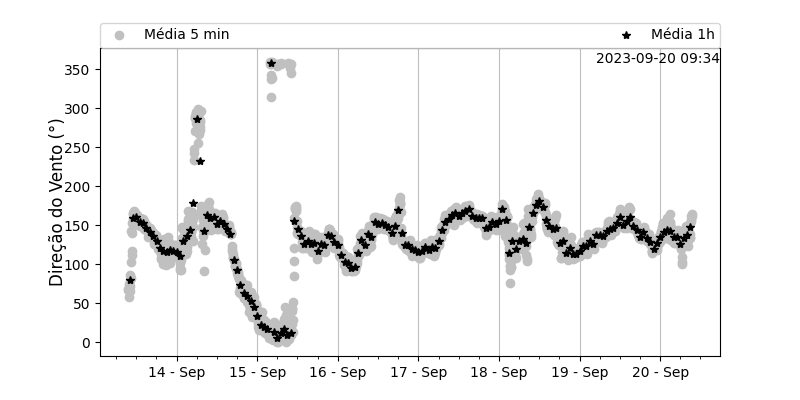 Média 5 min
Média 1h
2023-09-20 09:34
Direção do Vento (°)
350
300
250
200
150
100
50
0
14 - Sep
15 - Sep
16 - Sep
17 - Sep
18 - Sep
19 - Sep
20 - Sep